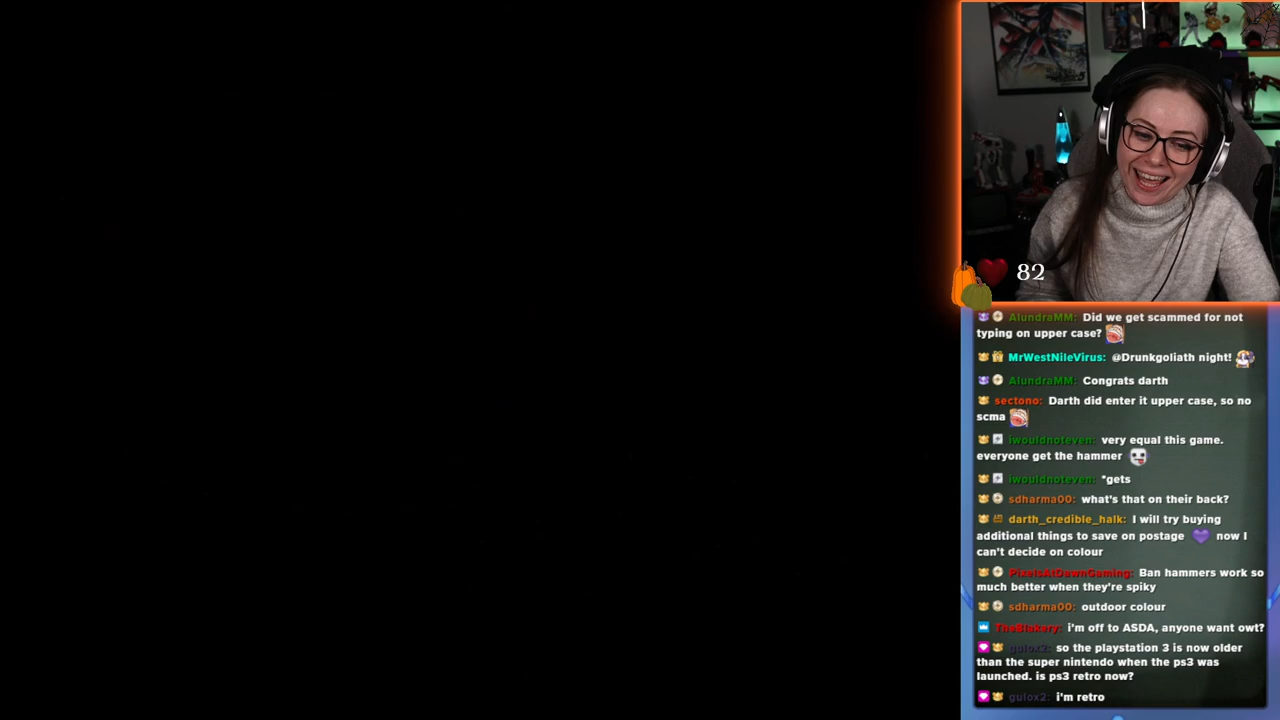 82
AlundraMM: Did we get scammed for not
typing on upper case?
MrWestNileVirus: @Drunkgoliath night!
AlundraMM: Congrats darth
sectono: Darth did enter it upper case, so no
scma
iwouldnoteven: very equal this game.
everyone get the hammer
iwouldnoteven: *gets
sdharma00: what's that on their back?
darth_credible_halk: I will try buying
additional things to save on postage now I
can't decide on colour
PixelsAtDawnGaming: Ban hammers work so
much better when they're spiky
sdharma00: outdoor colour
TheBlakery: i'm off to ASDA, anyone want owt?
gulox2: so the playstation 3 is now older
than the super nintendo when the ps3 was
launched. is ps3 retro now?
gulox2: i'm retro